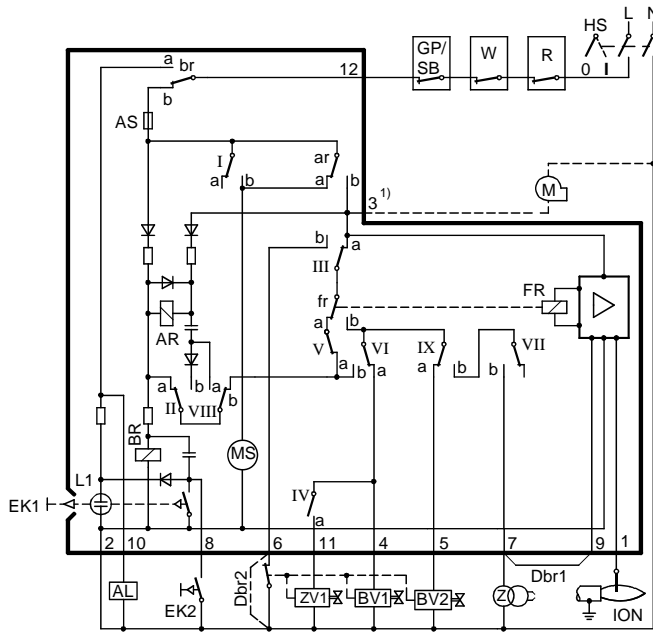 HS L N
GP/ SB W R
0 I
a br 12
b
AS
I ar
a b a b
3 1)
M
b a
III
FR
fr
a b
AR V VI IX VII
a b a a b b a b a b
II VIII
BR
MS
L1
IV
a
EK1
2 10 8 6 11 4 5 7 9 1
Dbr1
Dbr2
AL EK2 ZV1 BV1 BV2 Z ION